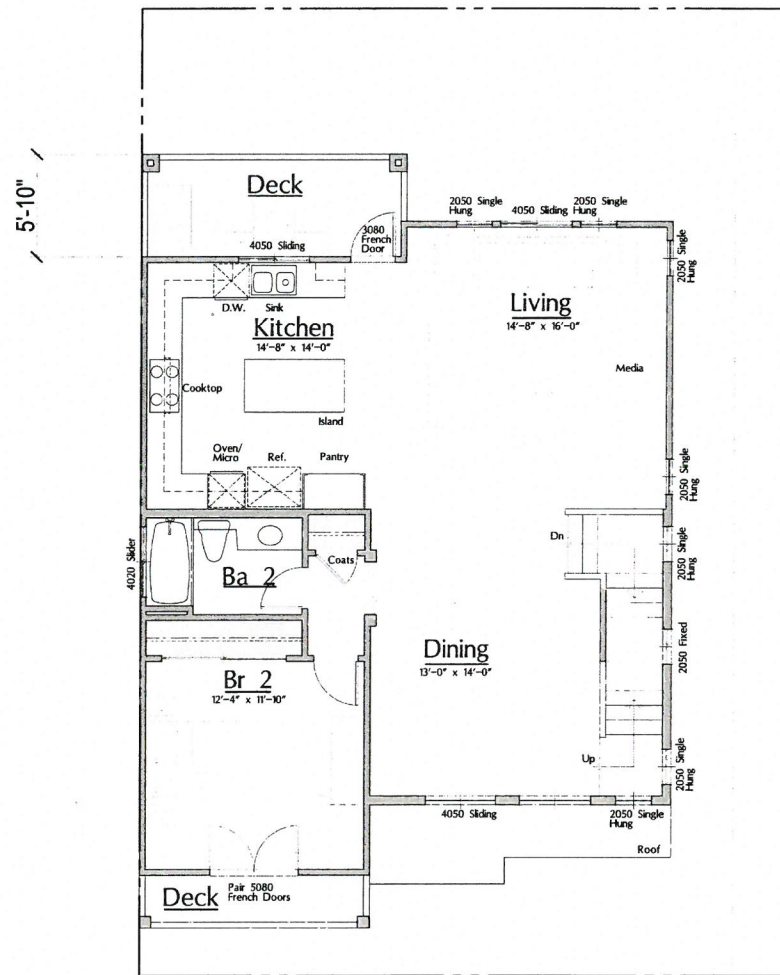 5'-10"
Deck
2050 Single
Hung
2050 Single
Hung
4050 Sliding
3080
French
Door
4050 Sliding
2050 Single
Hung
D.W.
Sink
Kitchen
14'-8" x 14'-0"
Living
14'-8" x 16'-0"
Media
Cooktop
Island
Oven/
Micro
Ref.
Pantry
2050 Single
Hung
Dn
2050 Single
Hung
4020 Slider
Coats
Ba 2
2050 Fixed
Dining
13'-0" x 14'-0"
Br 2
12'-4" x 11'-10"
Up
2050 Single
Hung
4050 Sliding
2050 Single
Hung
Roof
Deck
Pair 5080
French Doors